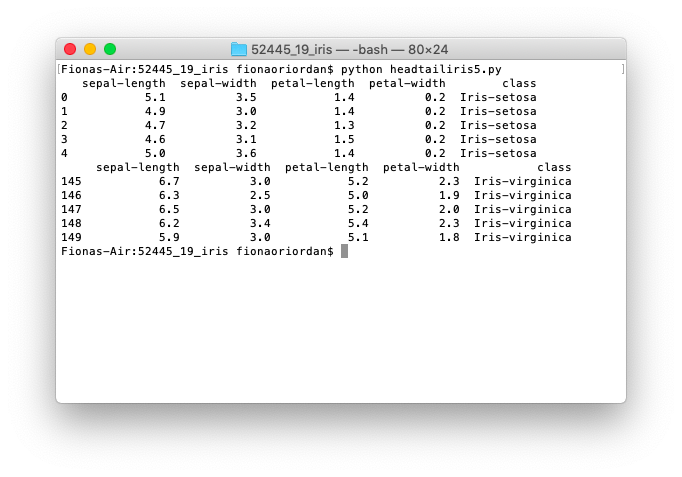 52445_19_iris — -bash — 80×24
[Fionas-Air:52445_19_iris fionaoriordan$ python headtailiris5.py ]
   sepal-length  sepal-width  petal-length  petal-width        class
0           5.1          3.5           1.4          0.2  Iris-setosa
1           4.9          3.0           1.4          0.2  Iris-setosa
2           4.7          3.2           1.3          0.2  Iris-setosa
3           4.6          3.1           1.5          0.2  Iris-setosa
4           5.0          3.6           1.4          0.2  Iris-setosa
     sepal-length  sepal-width  petal-length  petal-width           class
145           6.7          3.0           5.2          2.3  Iris-virginica
146           6.3          2.5           5.0          1.9  Iris-virginica
147           6.5          3.0           5.2          2.0  Iris-virginica
148           6.2          3.4           5.4          2.3  Iris-virginica
149           5.9          3.0           5.1          1.8  Iris-virginica
Fionas-Air:52445_19_iris fionaoriordan$